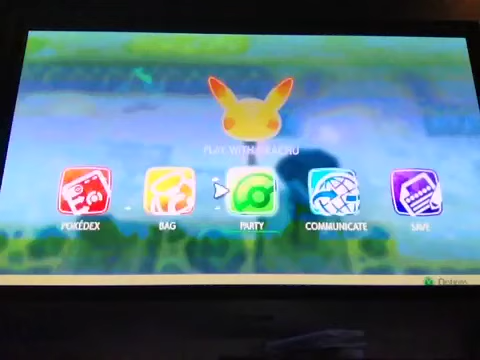 PLAY WITH PIKACHU
POKÉDEX
BAG
PARTY
COMMUNICATE
SAVE
Options